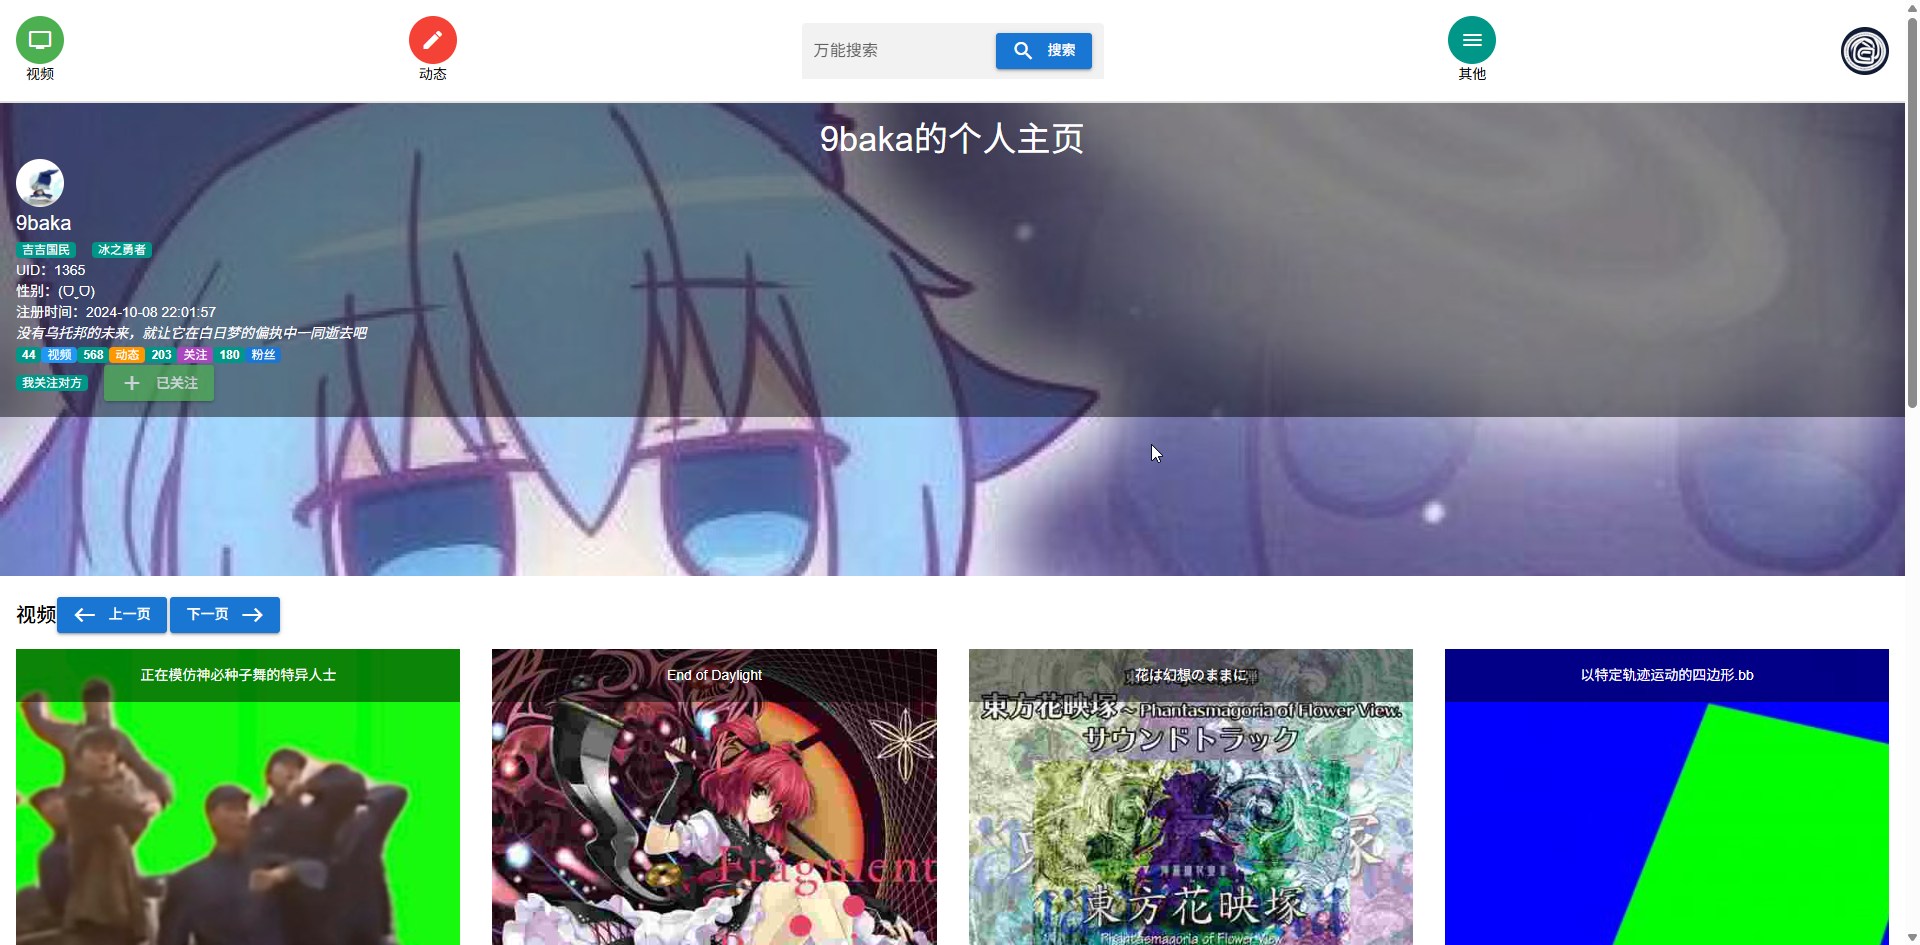 视频
动态
万能搜索
搜索
其他
9baka的个人主页
9baka
吉吉国民 冰之勇者
UID：1365
性别：(Ծ‸Ծ)
注册时间：2024-10-08 22:01:57
没有乌托邦的未来，就让它在白日梦的偏执中一同逝去吧
44 视频 568 动态 203 关注 180 粉丝
我关注对方 已关注
视频 上一页 下一页
正在模仿神必种子舞的特异人士
End of Daylight
花は幻想のままに
以特定轨迹运动的四边形.bb
東方花映塚 ~ Phantasmagoria of Flower View.
サウンドトラック
Fragment
東方花映塚
Phantasmagoria of Flower View